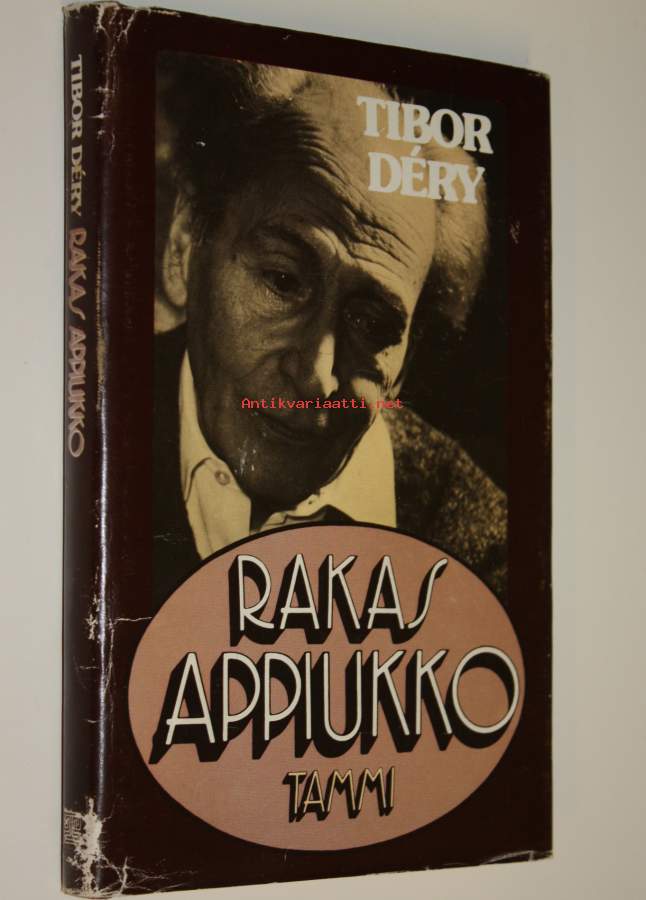 TIBOR DÉRY RAKAS APPIUKKO
TIBOR
DÉRY
Antikvariaatti.net
RAKAS
APPIUKKO
TAMMI